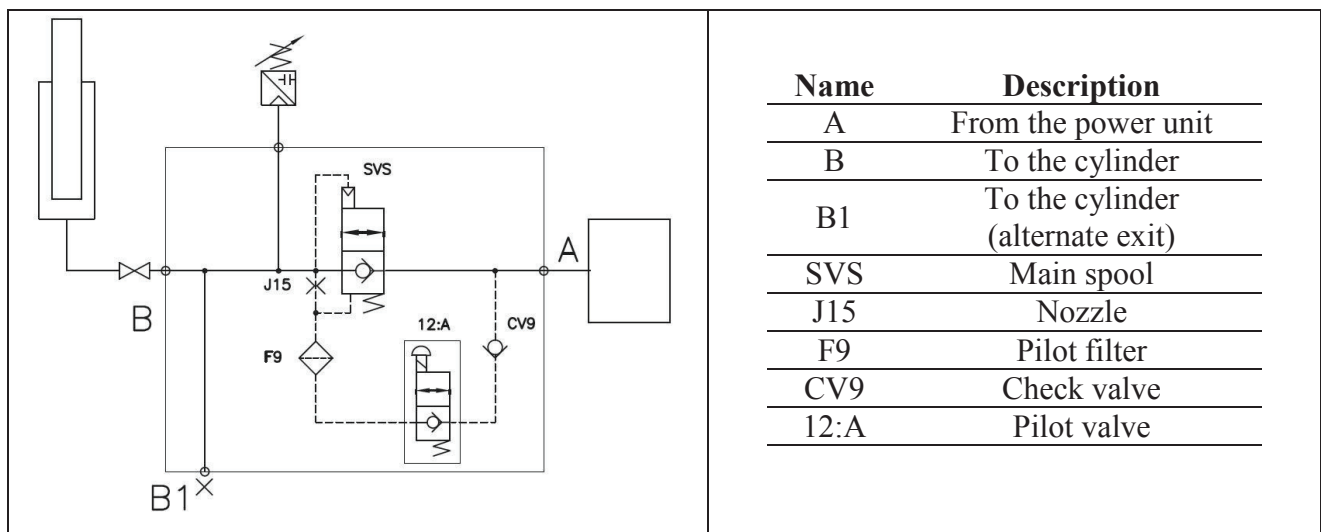 SVS
A
J15
B
12:A
CV9
F9
B1
Name Description
A From the power unit
B To the cylinder
B1 To the cylinder
(alternate exit)
SVS Main spool
J15 Nozzle
F9 Pilot filter
CV9 Check valve
12:A Pilot valve